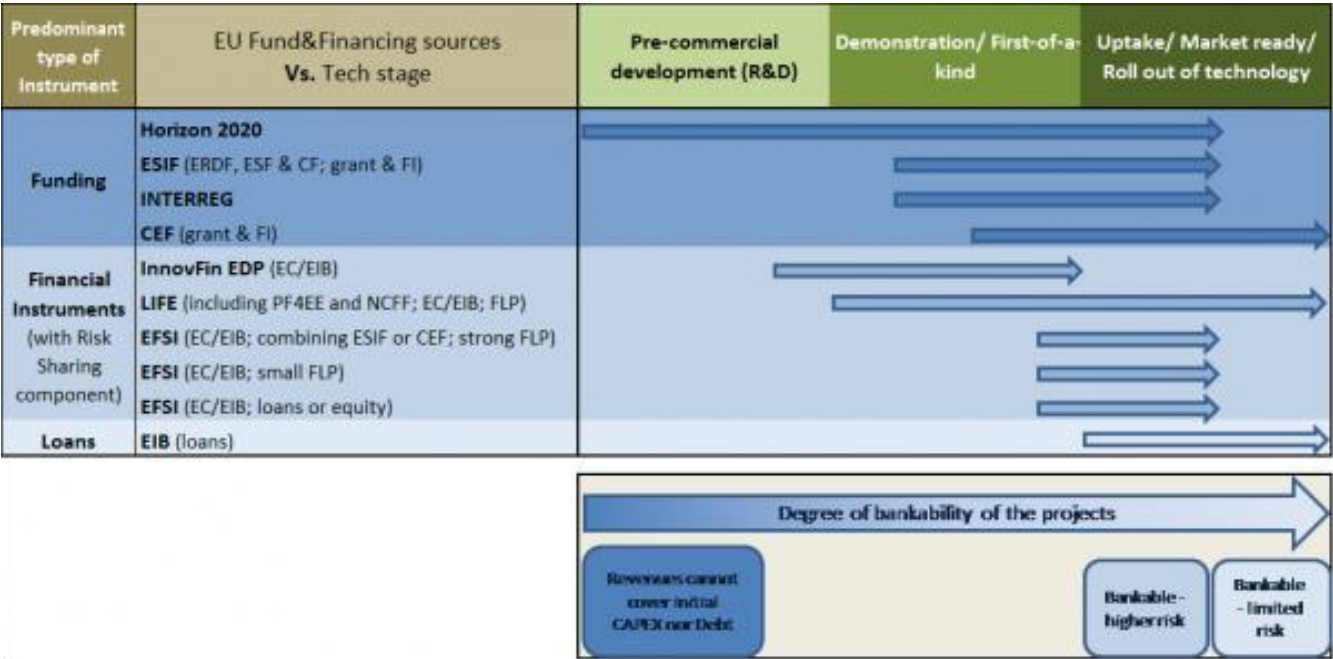 Predominant
type of
Instrument
EU Fund&Financing sources
Vs. Tech stage
Pre-commercial
development (R&D)
Demonstration/ First-of-a-
kind
Uptake/ Market ready/
Roll out of technology
Funding
Horizon 2020
ESIF (ERDF, ESF & CF; grant & FI)
INTERREG
CEF (grant & FI)
Financial
Instruments
(with Risk
Sharing
component)
InnovFin EDP (EC/EIB)
LIFE (including PF4EE and NCFF; EC/EIB; FLP)
EFSI (EC/EIB; combining ESIF or CEF; strong FLP)
EFSI (EC/EIB; small FLP)
EFSI (EC/EIB; loans or equity)
Loans
EIB (loans)
Degree of bankability of the projects
Revenues cannot
cover initial
CAPEX nor Debt
Bankable -
higher risk
Bankable
- limited
risk